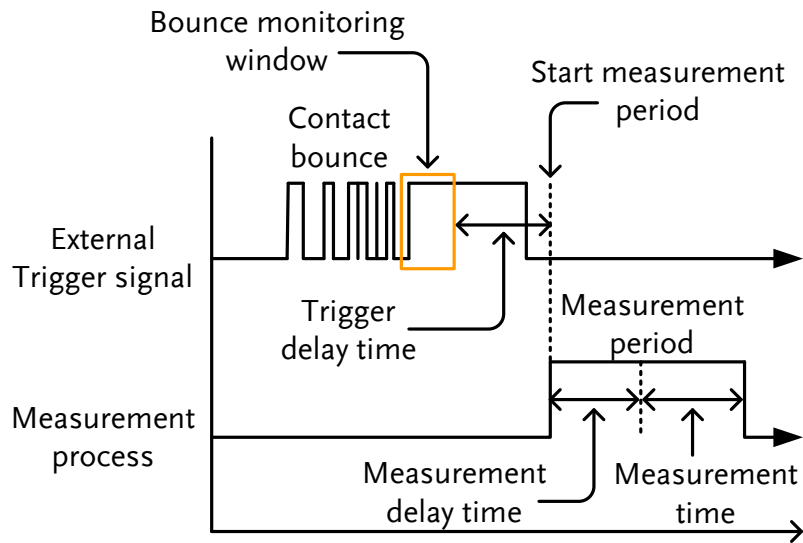 Bounce monitoring
window
Start measurement
period
Contact
bounce
External
Trigger signal
Trigger
delay time
Measurement
period
Measurement
process
Measurement
delay time
Measurement
time